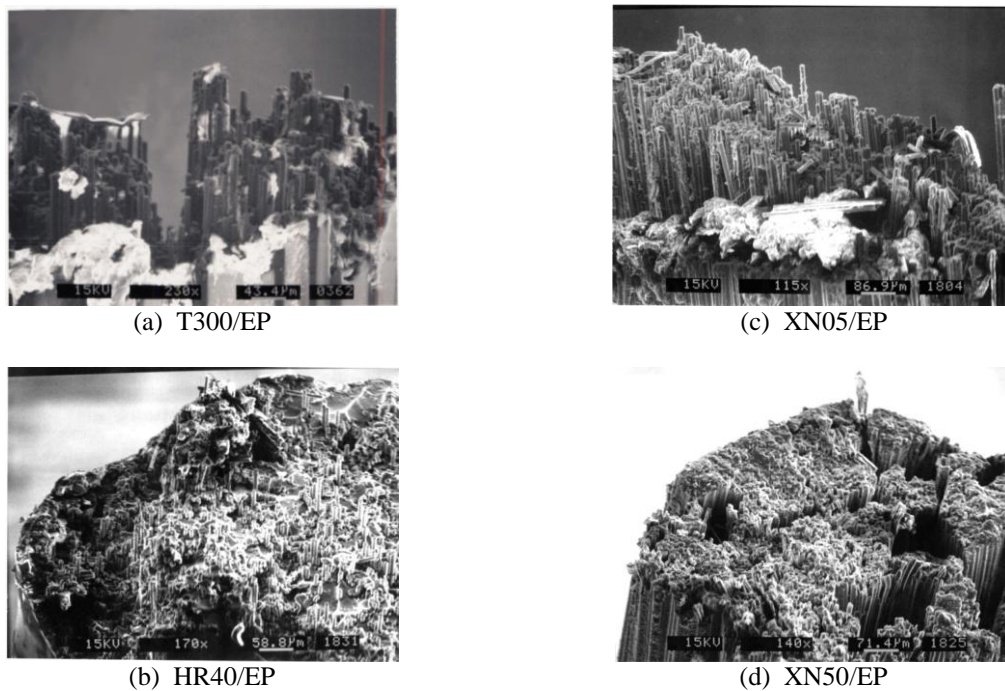 15KV 230x 43.4µm 0362
(a) T300/EP
15KV 115x 86.9µm 1804
(c) XN05/EP
15KV 170x 58.8µm 1831
(b) HR40/EP
15KV 140x 71.4µm 1825
(d) XN50/EP